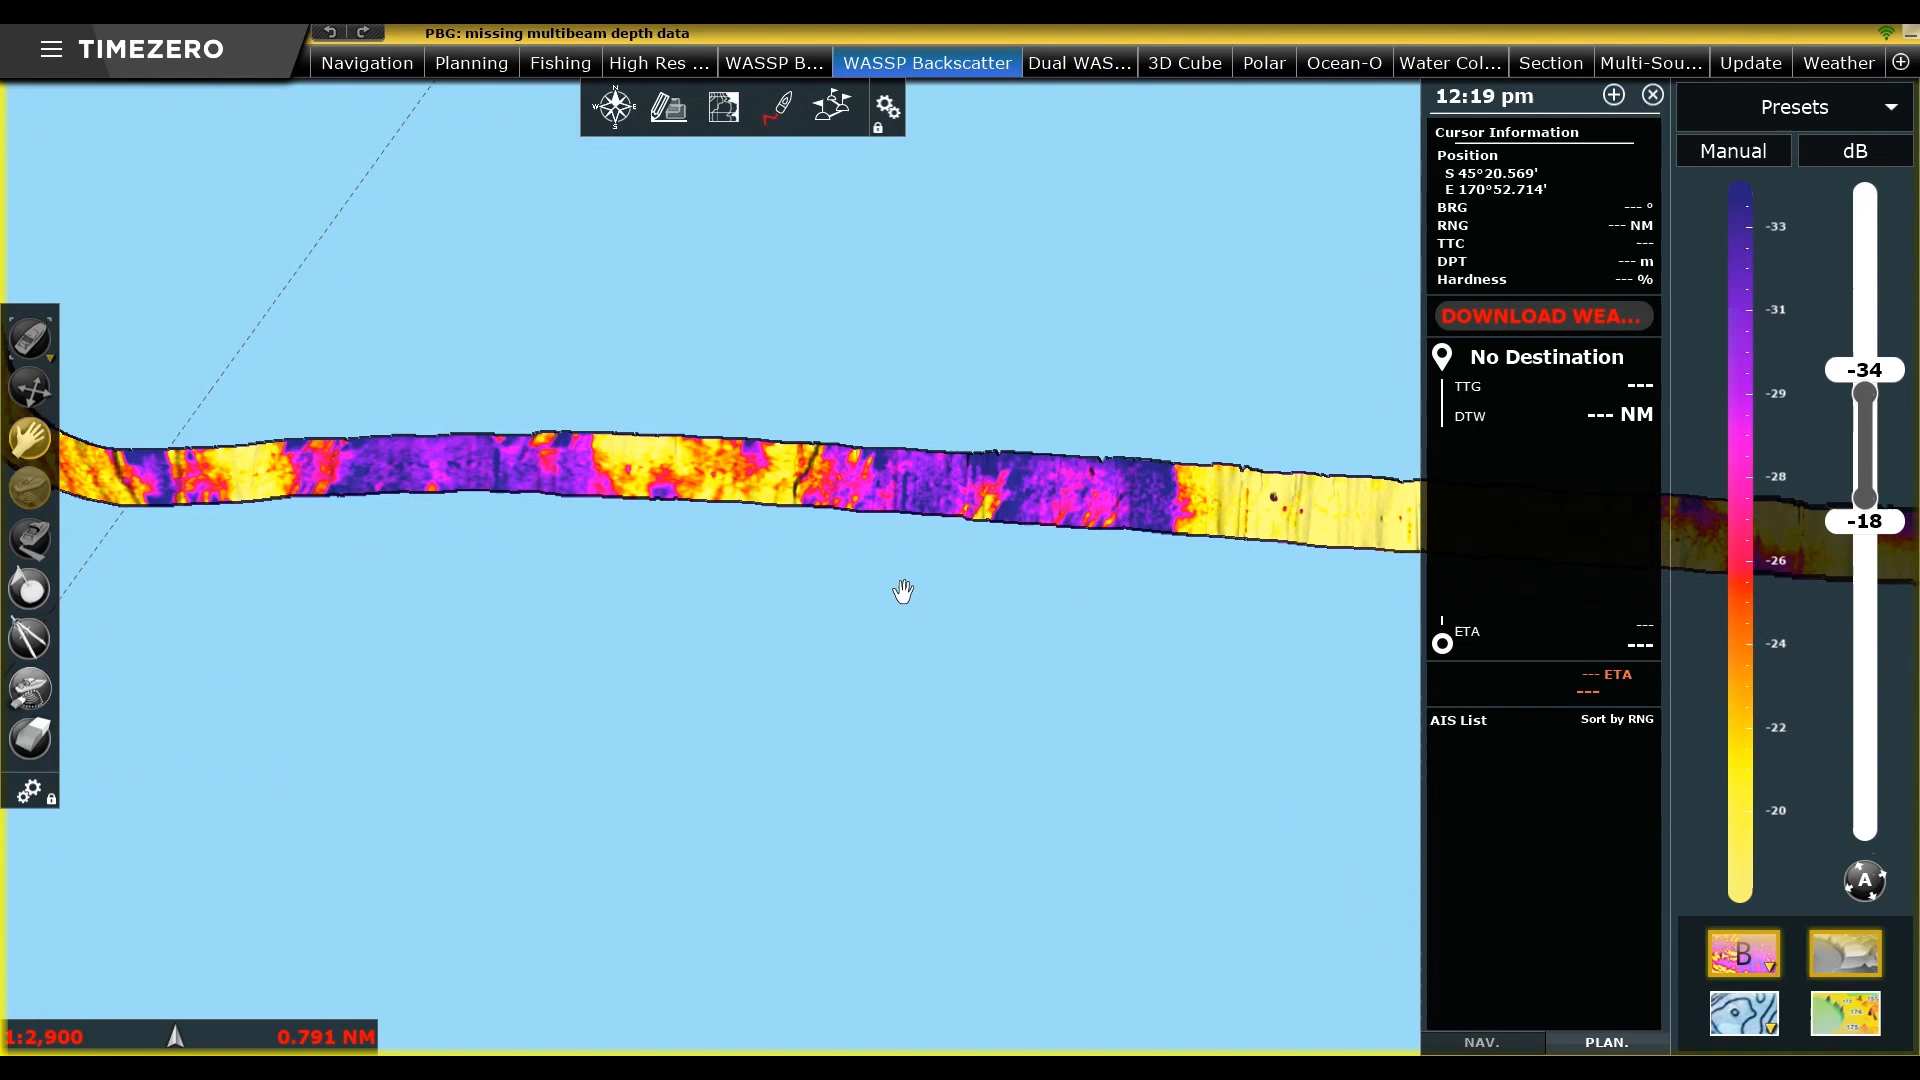 PBG: missing multibeam depth data
TIMEZERO
Navigation
Planning
Fishing
High Res ...
WASSP B...
WASSP Backscatter
Dual WAS...
3D Cube
Polar
Ocean-O
Water Col...
Section
Multi-Sou...
Update
Weather
N
W E
S
12:19 pm
Cursor Information
Position
S 45°20.569'
E 170°52.714'
BRG --- °
RNG --- NM
TTC ---
DPT --- m
Hardness --- %
DOWNLOAD WEA...
No Destination
TTG ---
DTW --- NM
ETA ---
---
--- ETA
---
AIS List Sort by RNG
NAV. PLAN.
Presets
Manual dB
-33
-31
-29
-28
-26
-24
-22
-20
-34
-18
A
B
1:2,900 0.791 NM